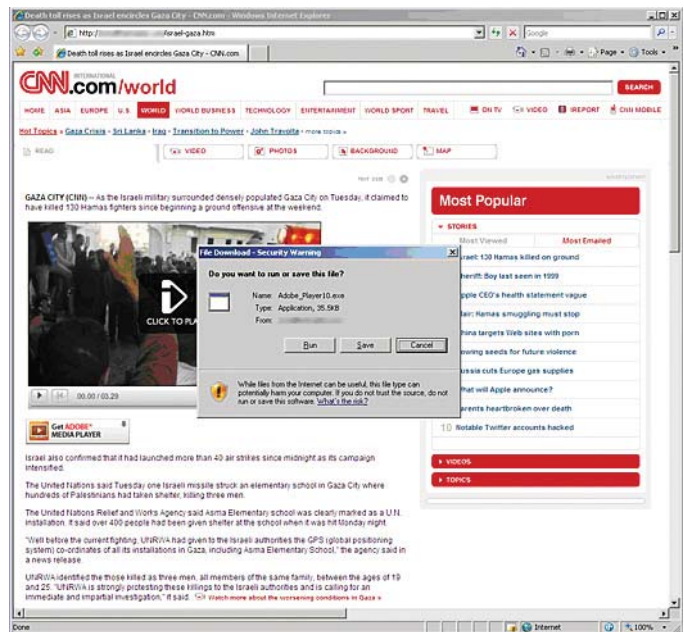 Death toll rises as Israel encircles Gaza City - CNN.com - Windows Internet Explorer
http://
/israel-gaza.htm
Google
Death toll rises as Israel encircles Gaza City - CNN.com
Page
Tools
CNN.com/world
INTERNATIONAL
SEARCH
HOME ASIA EUROPE U.S. WORLD WORLD BUSINESS TECHNOLOGY ENTERTAINMENT WORLD SPORT TRAVEL ON TV VIDEO IREPORT CNN MOBILE
Hot Topics » Gaza Crisis • Sri Lanka • Iraq • Transition to Power • John Travolta • more topics »
READ VIDEO PHOTOS BACKGROUND MAP
TEXT SIZE
ADVERTISEMENT
GAZA CITY (CNN) -- As the Israeli military surrounded densely populated Gaza City on Tuesday, it claimed to
have killed 130 Hamas fighters since beginning a ground offensive at the weekend.
CLICK TO PLA
00.00 / 03.29
Get ADOBE®
MEDIA PLAYER
File Download - Security Warning
Do you want to run or save this file?
Name: Adobe_Player10.exe
Type: Application, 35.5KB
From:
Run Save Cancel
While files from the Internet can be useful, this file type can
potentially harm your computer. If you do not trust the source, do not
run or save this software. What's the risk?
Most Popular
STORIES
Most Viewed Most Emailed
srael: 130 Hamas killed on ground
heriff: Boy last seen in 1999
pple CEO's health statement vague
lair: Hamas smuggling must stop
hina targets Web sites with porn
owing seeds for future violence
ussia cuts Europe gas supplies
hat will Apple announce?
arents heartbroken over death
10 Notable Twitter accounts hacked
VIDEOS
TOPICS
Israel also confirmed that it had launched more than 40 air strikes since midnight as its campaign
intensified.
The United Nations said Tuesday one Israeli missile struck an elementary school in Gaza City where
hundreds of Palestinians had taken shelter, killing three men.
The United Nations Relief and Works Agency said Asma Elementary school was clearly marked as a U.N.
installation. It said over 400 people had been given shelter at the school when it was hit Monday night.
"Well before the current fighting, UNRWA had given to the Israeli authorities the GPS (global positioning
system) co-ordinates of all its installations in Gaza, including Asma Elementary School," the agency said in
a news release.
UNRWA identified the those killed as three men, all members of the same family, between the ages of 19
and 25. "UNRWA is strongly protesting these killings to the Israeli authorities and is calling for an
immediate and impartial investigation," it said. Watch more about the worsening conditions in Gaza »
Done
Internet
100%